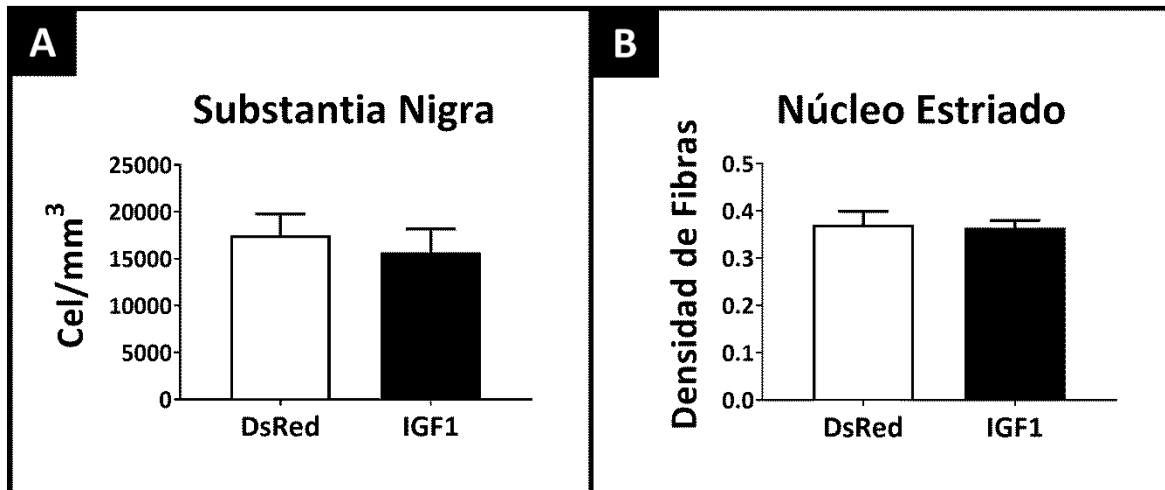 A
Substantia Nigra
Cel/mm³
25000
20000
15000
10000
5000
0
DsRed
IGF1
B
Núcleo Estriado
Densidad de Fibras
0.5
0.4
0.3
0.2
0.1
0.0
DsRed
IGF1